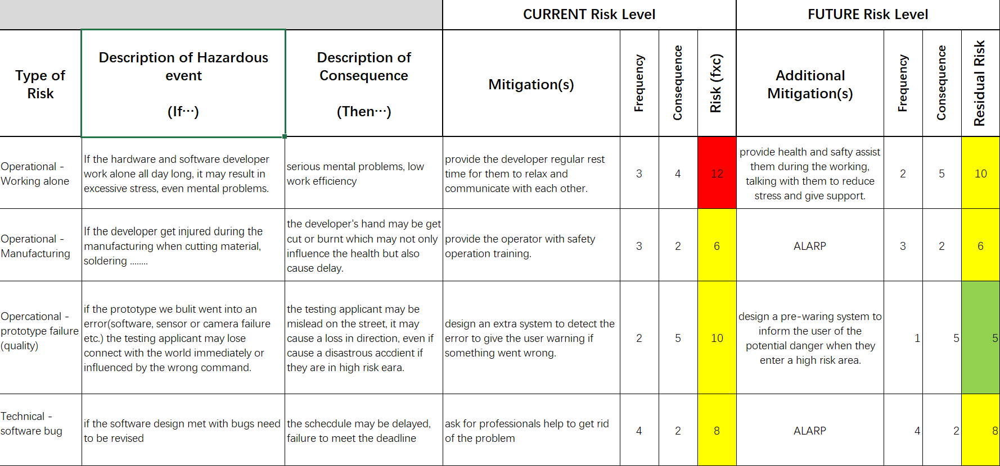 CURRENT Risk Level
FUTURE Risk Level
Type of
Risk
Description of Hazardous
event
(If···)
Description of
Consequence
(Then···)
Mitigation(s)
Frequency
Consequence
Risk (fxc)
Additional
Mitigation(s)
Frequency
Consequence
Residual Risk
Operational -
Working alone
If the hardware and software developer
work alone all day long, it may result in
excessive stress, even mental problems.
serious mental problems, low
work efficiency
provide the developer regular rest
time for them to relax and
communicate with each other.
3
4
12
provide health and safty assist
them during the working,
talking with them to reduce
stress and give support.
2
5
10
Operational -
Manufacturing
If the developer get injured during the
manufacturing when cutting material,
soldering ........
the developer's hand may be get
cut or burnt which may not only
influence the health but also
cause delay.
provide the operator with safety
operation training.
3
2
6
ALARP
3
2
6
Opercational -
prototype failure
(quality)
if the prototype we bulit went into an
error(software, sensor or camera failure
etc.) the testing applicant may lose
connect with the world immediately or
influenced by the wrong command.
the testing applicant may be
mislead on the street, it may
cause a loss in direction, even if
cause a disastrous accdient if
they are in high risk eara.
design an extra system to detect the
error to give the user warning if
something went wrong.
2
5
10
design a pre-waring system to
inform the user of the
potential danger when they
enter a high risk area.
1
5
5
Technical -
software bug
if the software design met with bugs need
to be revised
the schecdule may be delayed,
failure to meet the deadline
ask for professionals help to get rid
of the problem
4
2
8
ALARP
4
2
8